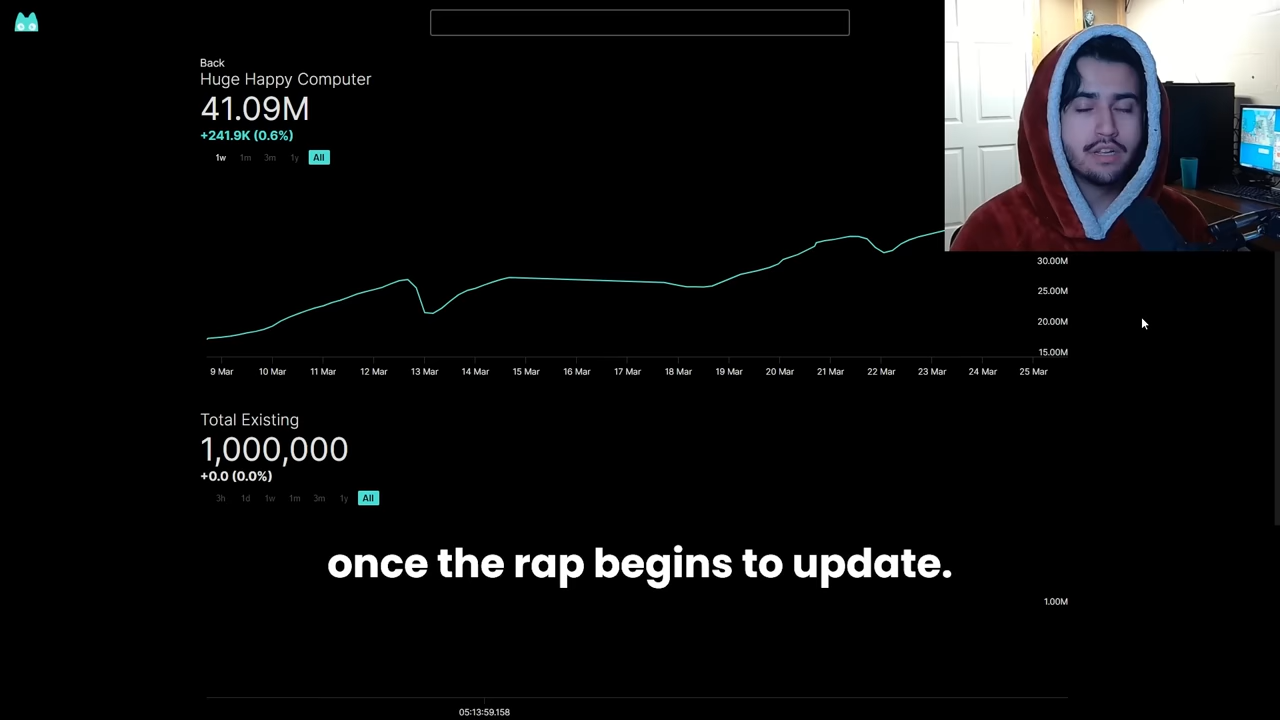 Back
Huge Happy Computer
41.09M
+241.9K (0.6%)
1w 1m 3m 1y All
30.00M
25.00M
20.00M
15.00M
9 Mar 10 Mar 11 Mar 12 Mar 13 Mar 14 Mar 15 Mar 16 Mar 17 Mar 18 Mar 19 Mar 20 Mar 21 Mar 22 Mar 23 Mar 24 Mar 25 Mar
Total Existing
1,000,000
+0.0 (0.0%)
3h 1d 1w 1m 3m 1y All
once the rap begins to update.
1.00M
05:13:59.158